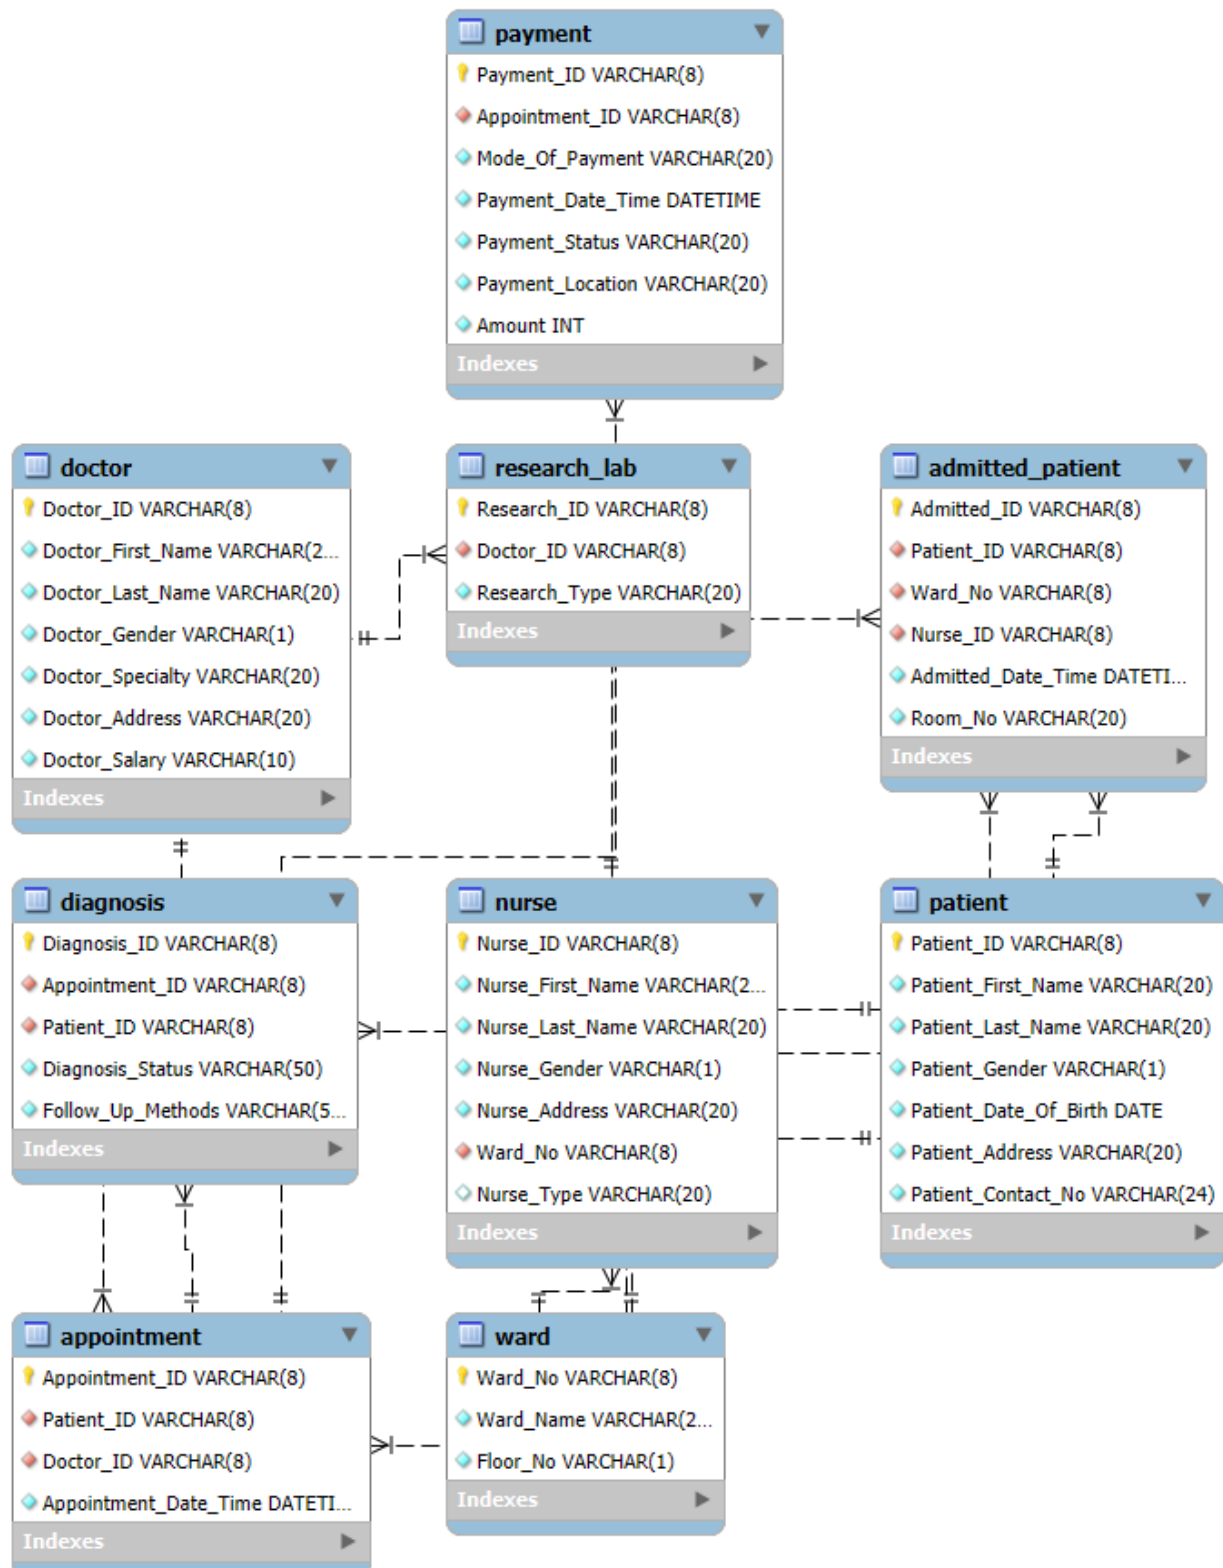 payment
Payment_ID VARCHAR(8)
Appointment_ID VARCHAR(8)
Mode_Of_Payment VARCHAR(20)
Payment_Date_Time DATETIME
Payment_Status VARCHAR(20)
Payment_Location VARCHAR(20)
Amount INT
Indexes
doctor
Doctor_ID VARCHAR(8)
Doctor_First_Name VARCHAR(2...
Doctor_Last_Name VARCHAR(20)
Doctor_Gender VARCHAR(1)
Doctor_Specialty VARCHAR(20)
Doctor_Address VARCHAR(20)
Doctor_Salary VARCHAR(10)
Indexes
research_lab
Research_ID VARCHAR(8)
Doctor_ID VARCHAR(8)
Research_Type VARCHAR(20)
Indexes
admitted_patient
Admitted_ID VARCHAR(8)
Patient_ID VARCHAR(8)
Ward_No VARCHAR(8)
Nurse_ID VARCHAR(8)
Admitted_Date_Time DATETI...
Room_No VARCHAR(20)
Indexes
diagnosis
Diagnosis_ID VARCHAR(8)
Appointment_ID VARCHAR(8)
Patient_ID VARCHAR(8)
Diagnosis_Status VARCHAR(50)
Follow_Up_Methods VARCHAR(5...
Indexes
nurse
Nurse_ID VARCHAR(8)
Nurse_First_Name VARCHAR(2...
Nurse_Last_Name VARCHAR(20)
Nurse_Gender VARCHAR(1)
Nurse_Address VARCHAR(20)
Ward_No VARCHAR(8)
Nurse_Type VARCHAR(20)
Indexes
patient
Patient_ID VARCHAR(8)
Patient_First_Name VARCHAR(20)
Patient_Last_Name VARCHAR(20)
Patient_Gender VARCHAR(1)
Patient_Date_Of_Birth DATE
Patient_Address VARCHAR(20)
Patient_Contact_No VARCHAR(24)
Indexes
appointment
Appointment_ID VARCHAR(8)
Patient_ID VARCHAR(8)
Doctor_ID VARCHAR(8)
Appointment_Date_Time DATETI...
Indexes
ward
Ward_No VARCHAR(8)
Ward_Name VARCHAR(2...
Floor_No VARCHAR(1)
Indexes